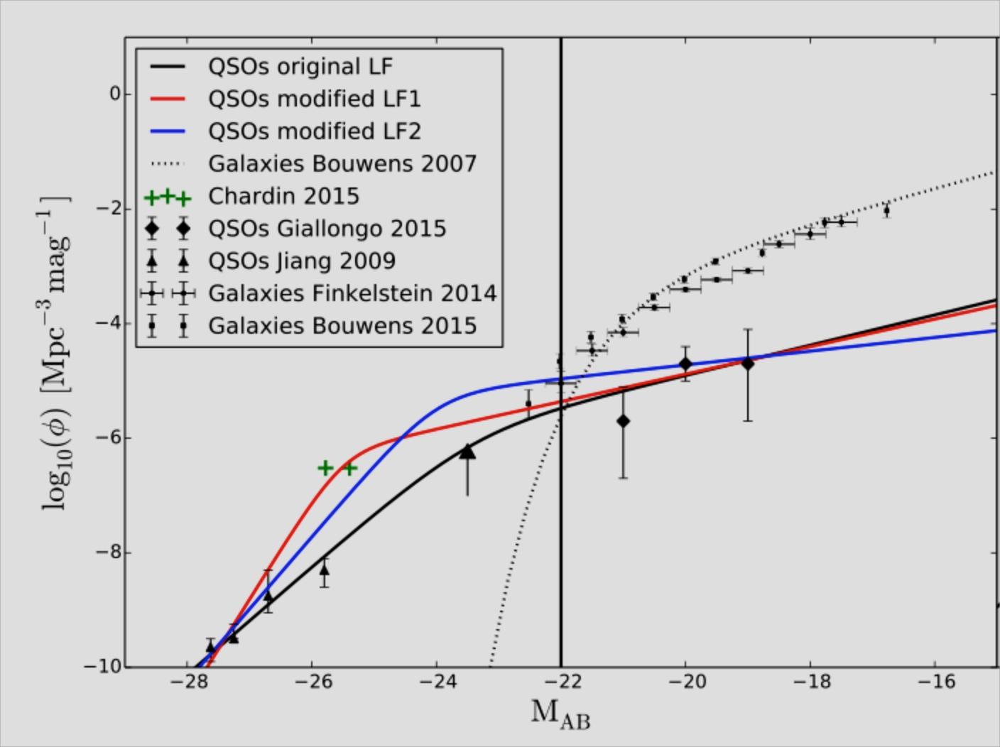 QSOs original LF
QSOs modified LF1
QSOs modified LF2
Galaxies Bouwens 2007
Chardin 2015
QSOs Giallongo 2015
QSOs Jiang 2009
Galaxies Finkelstein 2014
Galaxies Bouwens 2015
0
−2
−4
−6
−8
−10
log₁₀(ϕ) [Mpc⁻³ mag⁻¹]
−28 −26 −24 −22 −20 −18 −16
M_AB